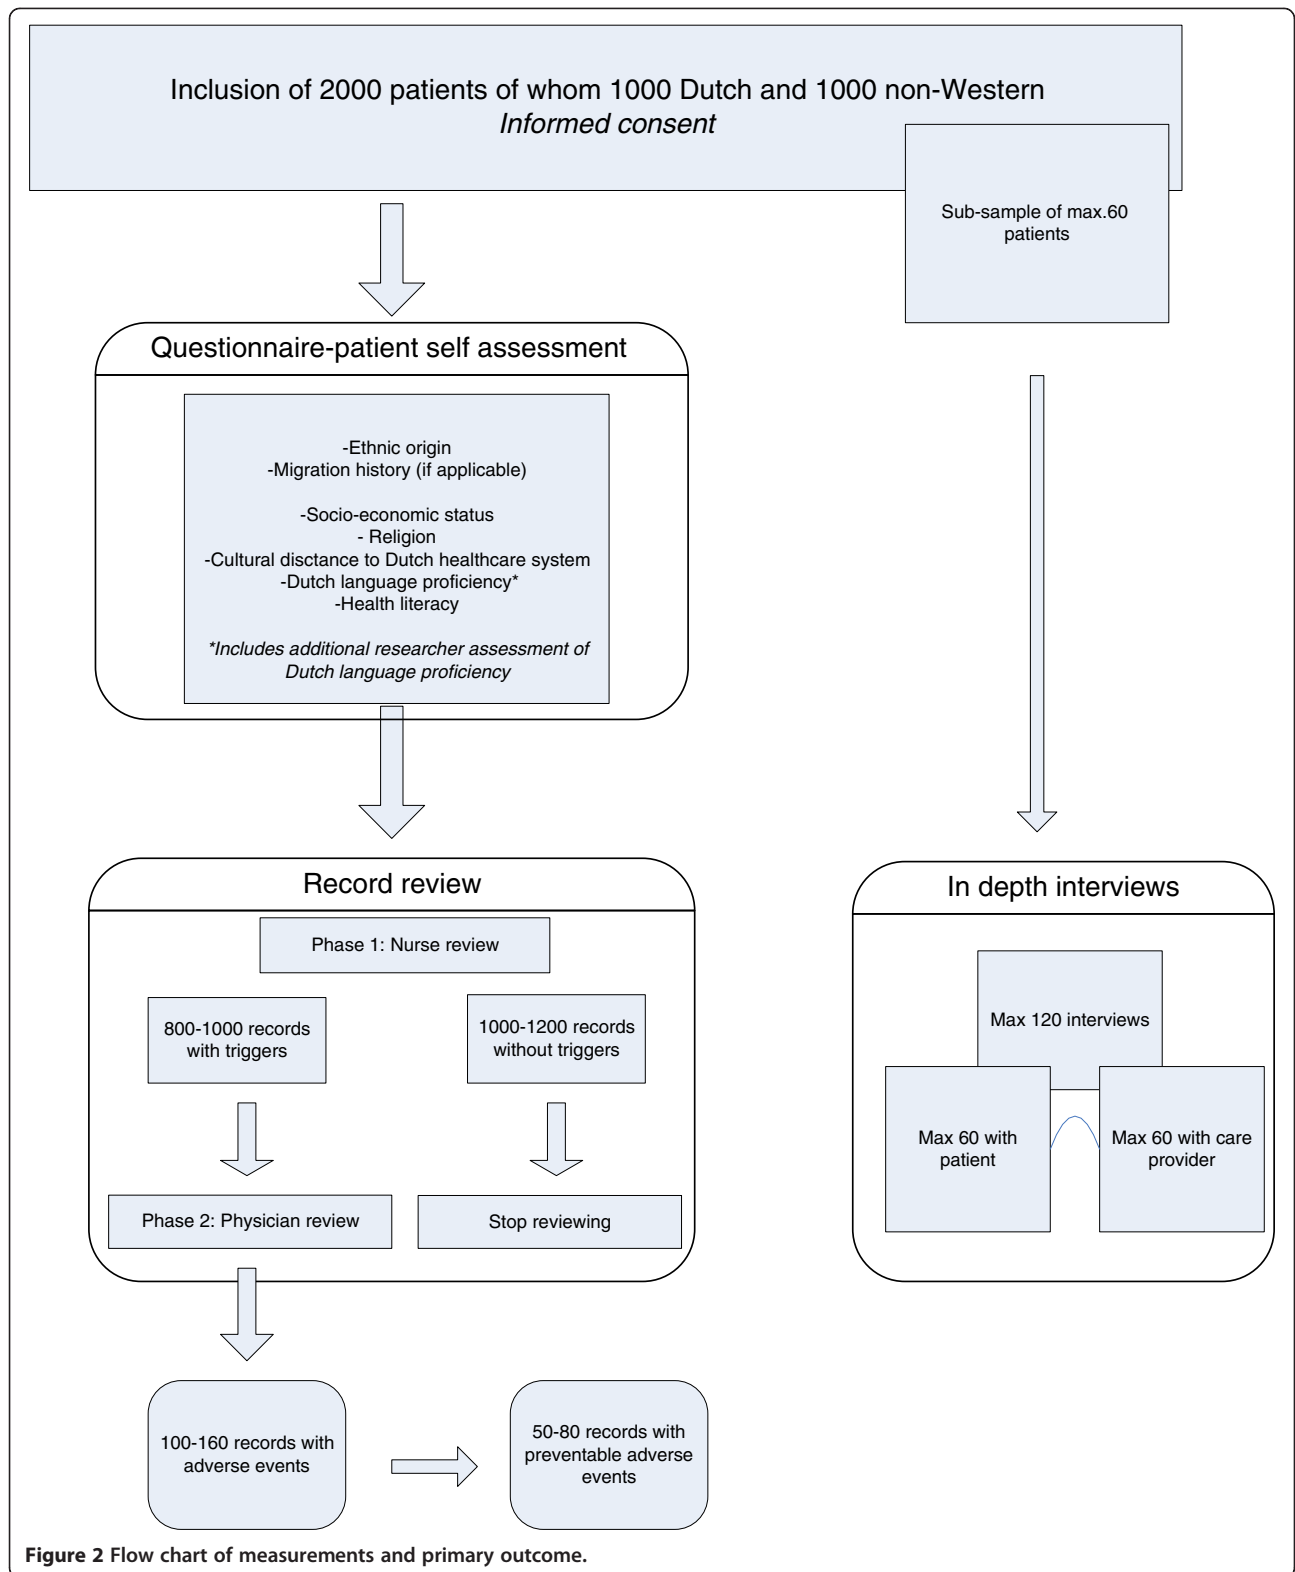 Inclusion of 2000 patients of whom 1000 Dutch and 1000 non-Western
Informed consent
Sub-sample of max.60
patients
Questionnaire-patient self assessment
-Ethnic origin
-Migration history (if applicable)
-Socio-economic status
- Religion
-Cultural disctance to Dutch healthcare system
-Dutch language proficiency*
-Health literacy
*Includes additional researcher assessment of
Dutch language proficiency
Record review
Phase 1: Nurse review
800-1000 records
with triggers
1000-1200 records
without triggers
Phase 2: Physician review
Stop reviewing
100-160 records with
adverse events
50-80 records with
preventable adverse
events
In depth interviews
Max 120 interviews
Max 60 with
patient
Max 60 with care
provider
Figure 2 Flow chart of measurements and primary outcome.